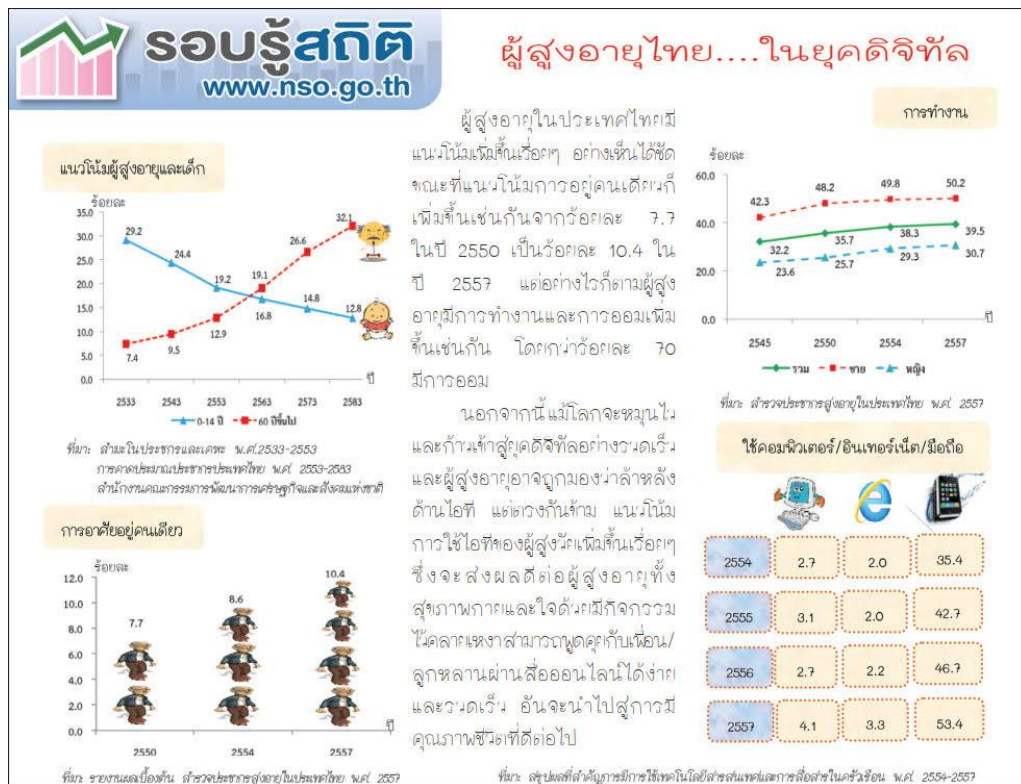 รอบรู้สถิติ
www.nso.go.th
ผู้สูงอายุไทย....ในยุคดิจิทัล
แนวโน้มผู้สูงอายุและเด็ก
ร้อยละ
35.0
30.0
25.0
20.0
15.0
10.0
5.0
0.0
29.2
24.4
19.2
16.8
14.8
12.8
7.4
9.5
12.9
19.1
26.6
32.1
ปี
2533 2543 2553 2563 2573 2583
0-14 ปี 60 ปีขึ้นไป
ที่มา: สำมะโนประชากรและเคหะ พ.ศ.2533-2553
การคาดประมาณประชากรประเทศไทย พ.ศ. 2553-2583
สำนักงานคณะกรรมการพัฒนาการเศรษฐกิจและสังคมแห่งชาติ
การอาศัยอยู่คนเดียว
ร้อยละ
12.0
10.0
8.0
6.0
4.0
2.0
0.0
7.7
8.6
10.4
ปี
2550 2554 2557
ที่มา: รายงานผลเบื้องต้น สำรวจประชากรสูงอายุในประเทศไทย พ.ศ. 2557
ผู้สูงอายุในประเทศไทยมี
แนวโน้มเพิ่มขึ้นเรื่อยๆ อย่างเห็นได้ชัด
ขณะที่แนวโน้มการอยู่คนเดียวก็
เพิ่มขึ้นเช่นกันจากร้อยละ 7.7
ในปี 2550 เป็นร้อยละ 10.4 ใน
ปี 2557 แต่อย่างไรก็ตามผู้สูง
อายุมีการทำงานและการออมเพิ่ม
ขึ้นเช่นกัน โดยกว่าร้อยละ 70
มีการออม
นอกจากนี้แม้โลกจะหมุนไว
และก้าวเข้าสู่ยุคดิจิทัลอย่างรวดเร็ว
และผู้สูงอายุอาจถูกมองว่าล้าหลัง
ด้านไอที แต่ตรงกันข้าม แนวโน้ม
การใช้ไอทีของผู้สูงวัยเพิ่มขึ้นเรื่อยๆ
ซึ่งจะส่งผลดีต่อผู้สูงอายุทั้ง
สุขภาพกายและใจด้วยมีกิจกรรม
ไว้คลายเหงาสามารถพูดคุยกับเพื่อน/
ลูกหลานผ่านสื่อออนไลน์ได้ง่าย
และรวดเร็ว อันจะนำไปสู่การมี
คุณภาพชีวิตที่ดีต่อไป
การทำงาน
ร้อยละ
60.0
40.0
20.0
0.0
42.3
48.2
49.8
50.2
32.2
35.7
38.3
39.5
23.6
25.7
29.3
30.7
ปี
2545 2550 2554 2557
รวม ชาย หญิง
ที่มา: สำรวจประชากรสูงอายุในประเทศไทย พ.ศ. 2557
ใช้คอมพิวเตอร์/อินเทอร์เน็ต/มือถือ
2554 2.7 2.0 35.4
2555 3.1 2.0 42.7
2556 2.7 2.2 46.7
2557 4.1 3.3 53.4
ที่มา: สรุปผลที่สำคัญการมีการใช้เทคโนโลยีสารสนเทศและการสื่อสารในครัวเรือน พ.ศ. 2554-2557